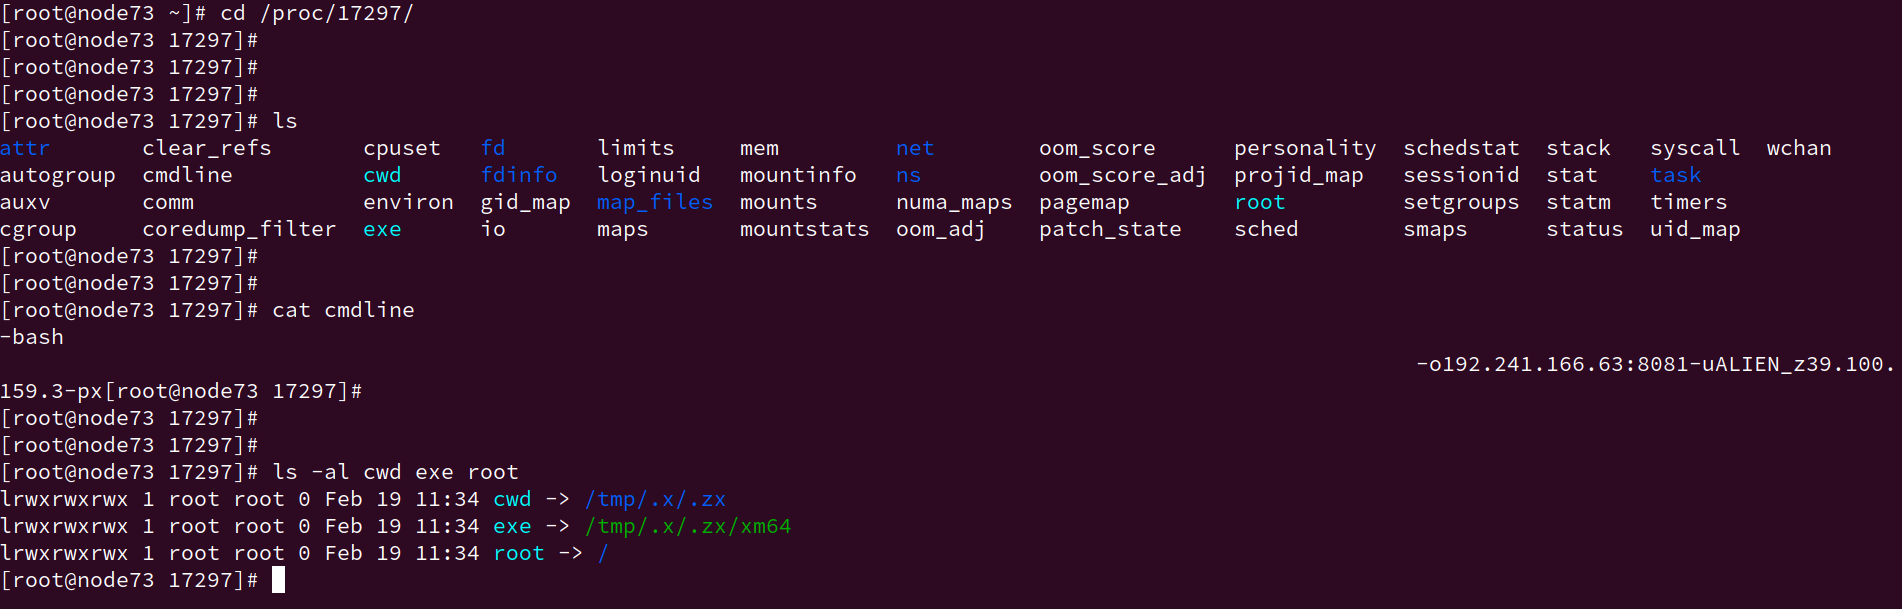 [root@node73 ~]# cd /proc/17297/
[root@node73 17297]#
[root@node73 17297]#
[root@node73 17297]#
[root@node73 17297]# ls
attr       clear_refs       cpuset   fd       limits     mem         net        oom_score      personality  schedstat  stack   syscall  wchan
autogroup  cmdline          cwd      fdinfo   loginuid   mountinfo   ns         oom_score_adj  projid_map   sessionid  stat    task
auxv       comm             environ  gid_map  map_files  mounts      numa_maps  pagemap        root         setgroups  statm   timers
cgroup     coredump_filter  exe      io       maps       mountstats  oom_adj    patch_state    sched        smaps      status  uid_map
[root@node73 17297]#
[root@node73 17297]#
[root@node73 17297]# cat cmdline
-bash
-o192.241.166.63:8081-uALIEN_z39.100.
159.3-px[root@node73 17297]#
[root@node73 17297]#
[root@node73 17297]#
[root@node73 17297]# ls -al cwd exe root
lrwxrwxrwx 1 root root 0 Feb 19 11:34 cwd -> /tmp/.x/.zx
lrwxrwxrwx 1 root root 0 Feb 19 11:34 exe -> /tmp/.x/.zx/xm64
lrwxrwxrwx 1 root root 0 Feb 19 11:34 root -> /
[root@node73 17297]#